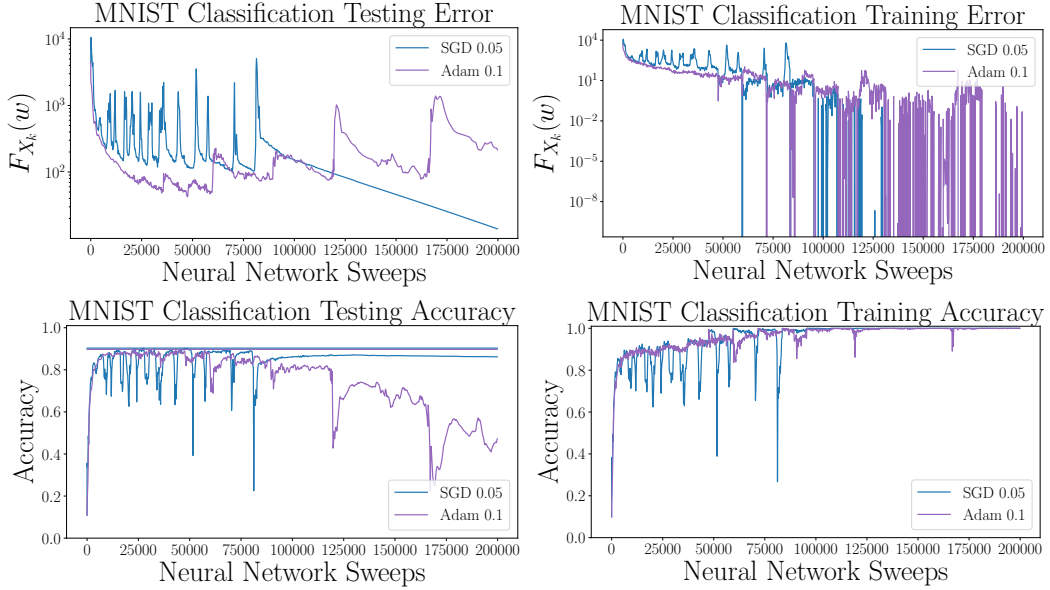 MNIST Classification Testing Error
F_{X_k}(w)
10^4
10^3
10^2
SGD 0.05
Adam 0.1
0 25000 50000 75000 100000 125000 150000 175000 200000
Neural Network Sweeps
MNIST Classification Training Error
F_{X_k}(w)
10^4
10^1
10^{-2}
10^{-5}
10^{-8}
SGD 0.05
Adam 0.1
0 25000 50000 75000 100000 125000 150000 175000 200000
Neural Network Sweeps
MNIST Classification Testing Accuracy
Accuracy
1.0
0.8
0.6
0.4
0.2
0.0
SGD 0.05
Adam 0.1
0 25000 50000 75000 100000 125000 150000 175000 200000
Neural Network Sweeps
MNIST Classification Training Accuracy
Accuracy
1.0
0.8
0.6
0.4
0.2
0.0
SGD 0.05
Adam 0.1
0 25000 50000 75000 100000 125000 150000 175000 200000
Neural Network Sweeps